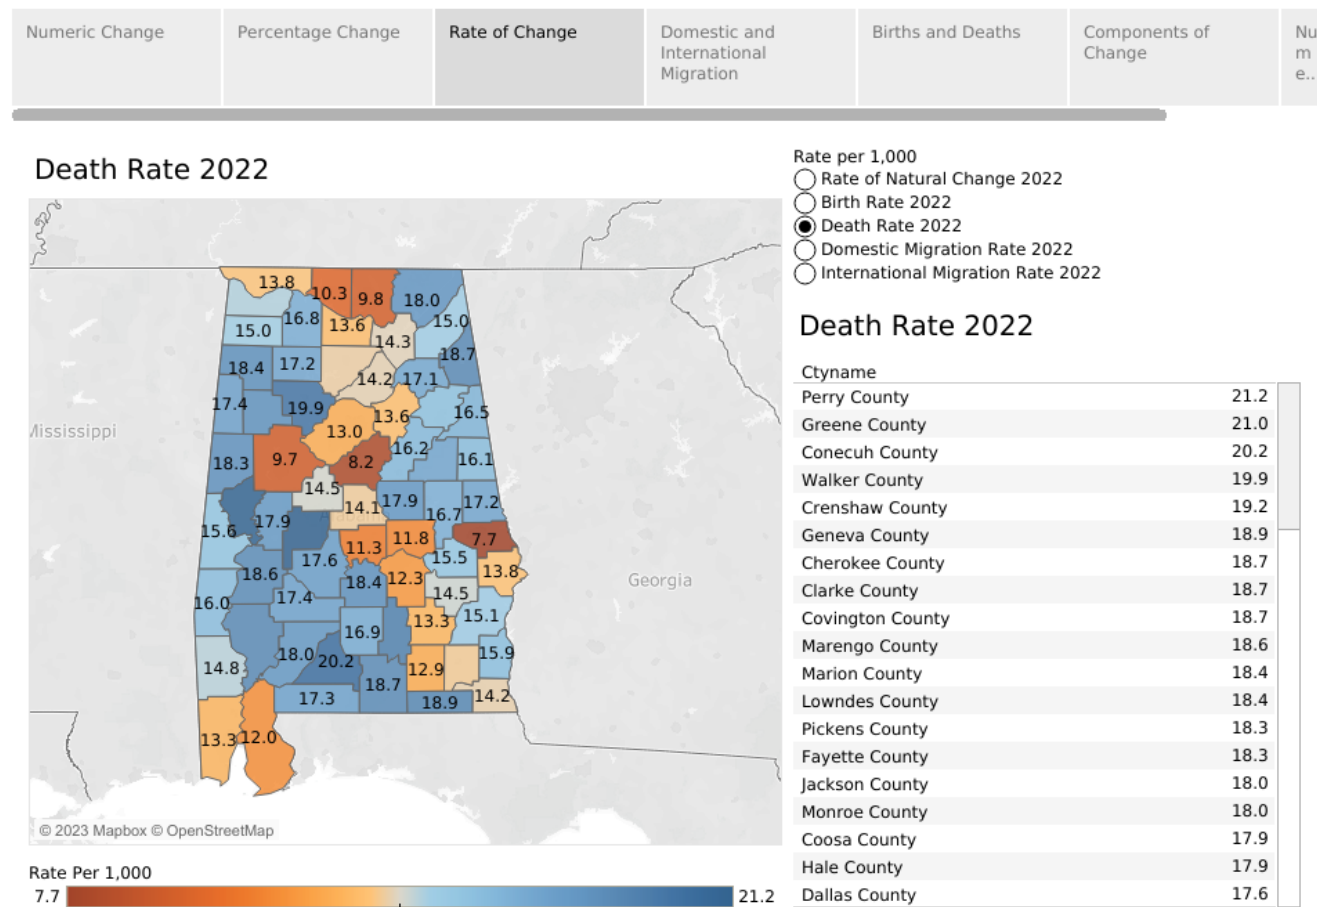 Numeric Change
Percentage Change
Rate of Change
Domestic and
International
Migration
Births and Deaths
Components of
Change
Nu
m
e..
Death Rate 2022
Rate per 1,000
Rate of Natural Change 2022
Birth Rate 2022
Death Rate 2022
Domestic Migration Rate 2022
International Migration Rate 2022
13.8
10.3
9.8
18.0
15.0
16.8
13.6
14.3
15.0
18.4
17.2
14.2
17.1
18.7
17.4
19.9
13.0
13.6
16.5
Mississippi
18.3
9.7
8.2
16.2
16.1
14.5
14.1
17.9
16.7
17.2
15.6
17.9
11.3
11.8
7.7
17.6
15.5
18.6
18.4
12.3
13.8
Georgia
16.0
17.4
14.5
13.3
15.1
16.9
14.8
18.0
20.2
12.9
15.9
18.7
17.3
18.9
14.2
13.3
12.0
© 2023 Mapbox © OpenStreetMap
Rate Per 1,000
7.7
21.2
Death Rate 2022
Ctyname
Perry County 21.2
Greene County 21.0
Conecuh County 20.2
Walker County 19.9
Crenshaw County 19.2
Geneva County 18.9
Cherokee County 18.7
Clarke County 18.7
Covington County 18.7
Marengo County 18.6
Marion County 18.4
Lowndes County 18.4
Pickens County 18.3
Fayette County 18.3
Jackson County 18.0
Monroe County 18.0
Coosa County 17.9
Hale County 17.9
Dallas County 17.6